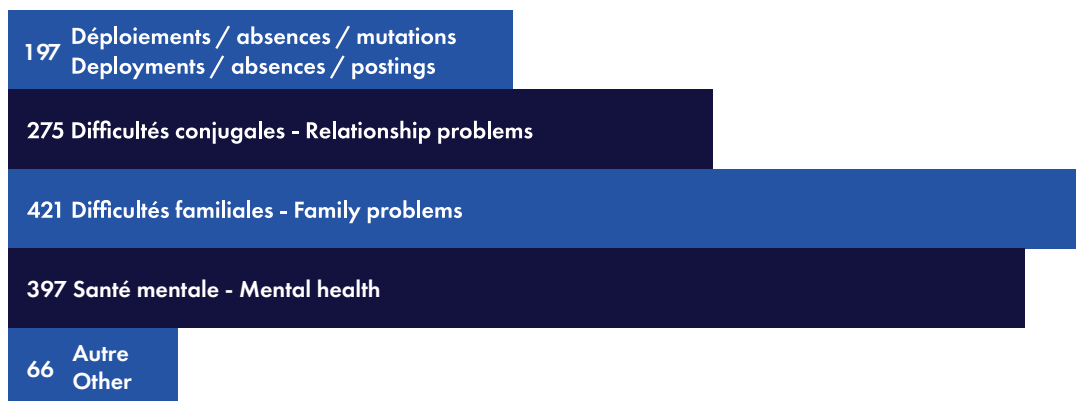 197 Déploiements / absences / mutations
Deployments / absences / postings
275 Difficultés conjugales - Relationship problems
421 Difficultés familiales - Family problems
397 Santé mentale - Mental health
66 Autre
Other